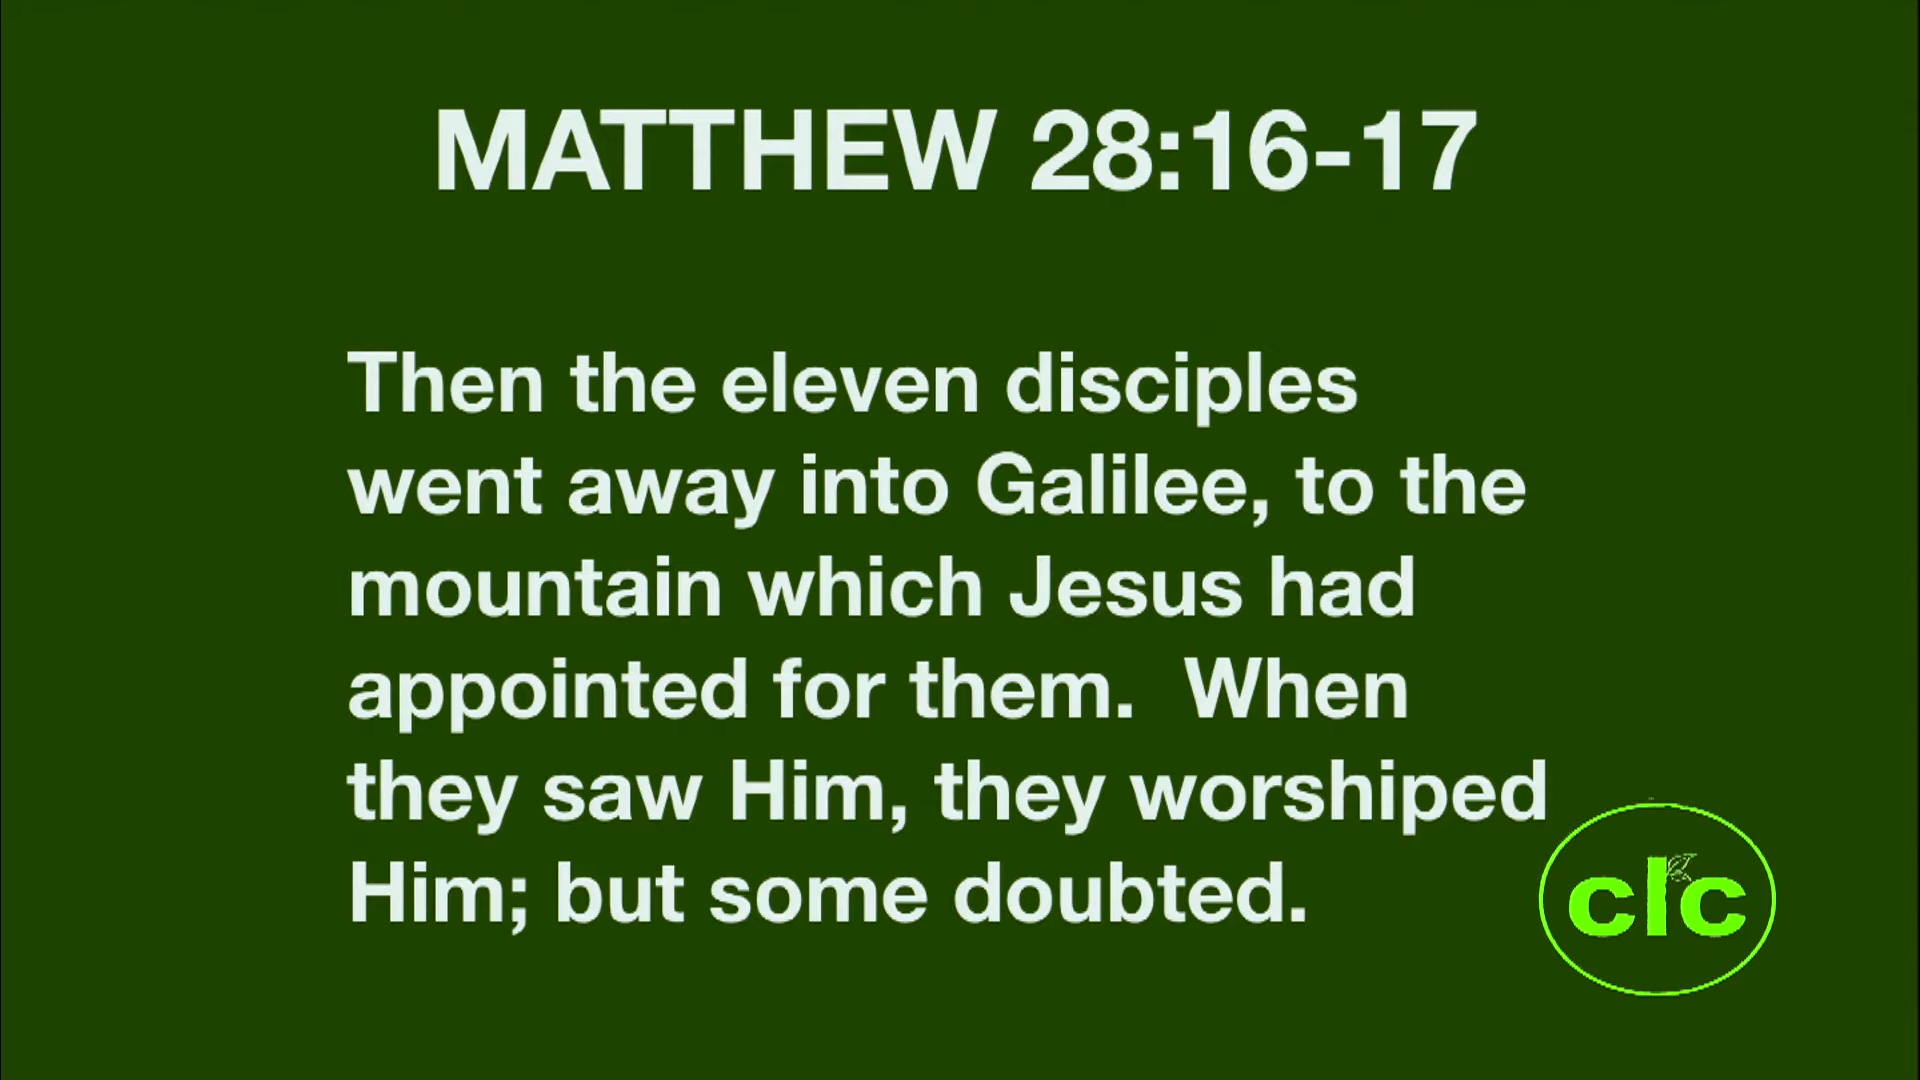 MATTHEW 28:16-17
Then the eleven disciples
went away into Galilee, to the
mountain which Jesus had
appointed for them.  When
they saw Him, they worshiped
Him; but some doubted.
clc